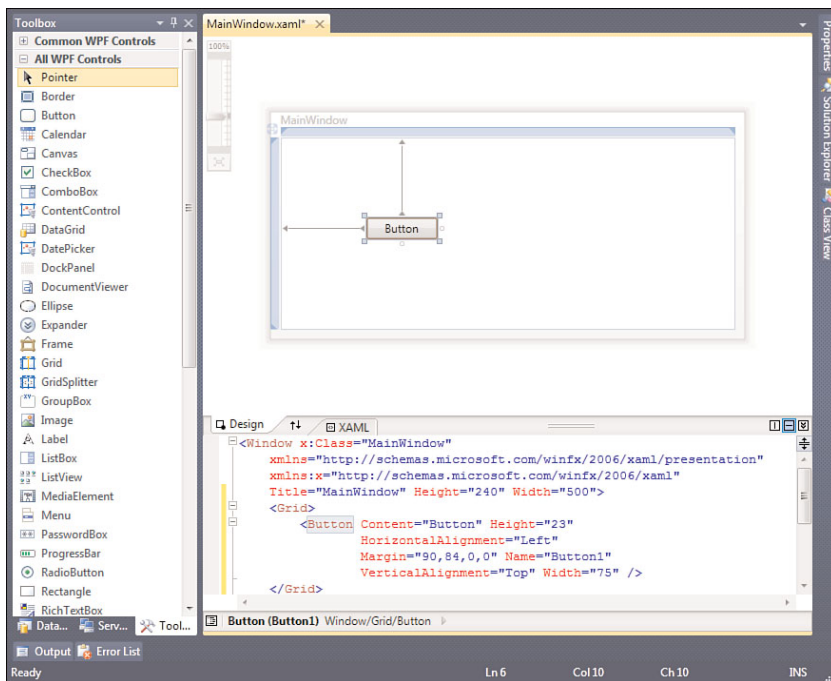 Toolbox
Common WPF Controls
All WPF Controls
Pointer
Border
Button
Calendar
Canvas
CheckBox
ComboBox
ContentControl
DataGrid
DatePicker
DockPanel
DocumentViewer
Ellipse
Expander
Frame
Grid
GridSplitter
GroupBox
Image
Label
ListBox
ListView
MediaElement
Menu
PasswordBox
ProgressBar
RadioButton
Rectangle
RichTextBox
Data... Serv... Tool...
MainWindow.xaml*
100%
MainWindow
Button
Design XAML
<Window x:Class="MainWindow"
xmlns="http://schemas.microsoft.com/winfx/2006/xaml/presentation"
xmlns:x="http://schemas.microsoft.com/winfx/2006/xaml"
Title="MainWindow" Height="240" Width="500">
<Grid>
<Button Content="Button" Height="23"
HorizontalAlignment="Left"
Margin="90,84,0,0" Name="Button1"
VerticalAlignment="Top" Width="75" />
</Grid>
Button (Button1) Window/Grid/Button
Properties
Solution Explorer
Class View
Output Error List
Ready Ln 6 Col 10 Ch 10 INS